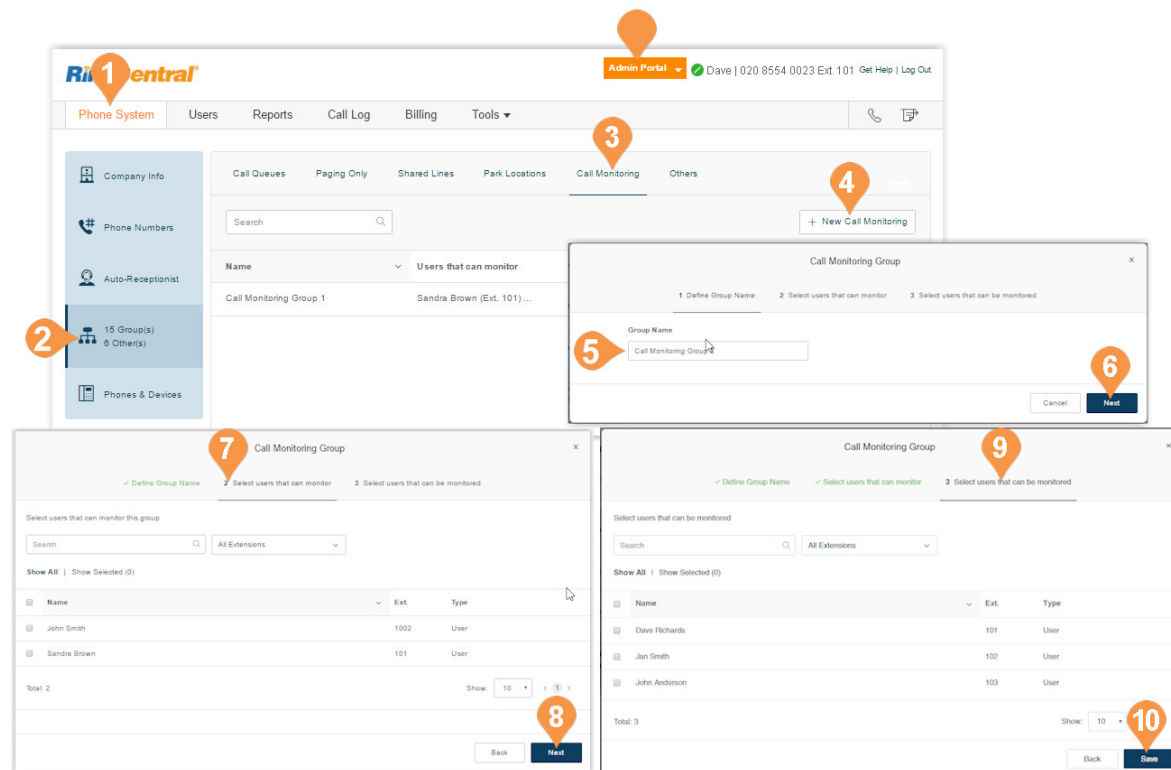 Admin Portal
Dave | 020 8554 0023 Ext. 101 Get Help | Log Out
1 entral
Phone System Users Reports Call Log Billing Tools
3
Company Info
Phone Numbers
Auto-Receptionist
2
15 Group(s)
6 Other(s)
Phones & Devices
Call Queues Paging Only Shared Lines Park Locations Call Monitoring Others
4
Search
+ New Call Monitoring
Name Users that can monitor
Call Monitoring Group 1 Sandra Brown (Ext. 101) ...
Call Monitoring Group ×
1 Define Group Name 2 Select users that can monitor 3 Select users that can be monitored
Group Name
5 Call Monitoring Group
6
Cancel Next
7 Call Monitoring Group ×
✓ Define Group Name 2 Select users that can monitor 3 Select users that can be monitored
Select users that can monitor this group
Search All Extensions
Show All | Show Selected (0)
Name Ext. Type
John Smith 1002 User
Sandra Brown 101 User
Total: 2 Show: 10 < 1 >
8
Back Next
Call Monitoring Group 9 ×
✓ Define Group Name ✓ Select users that can monitor 3 Select users that can be monitored
Select users that can be monitored
Search All Extensions
Show All | Show Selected (0)
Name Ext. Type
Dave Richards 101 User
Jan Smith 102 User
John Anderson 103 User
Total: 3 Show: 10
10
Back Save